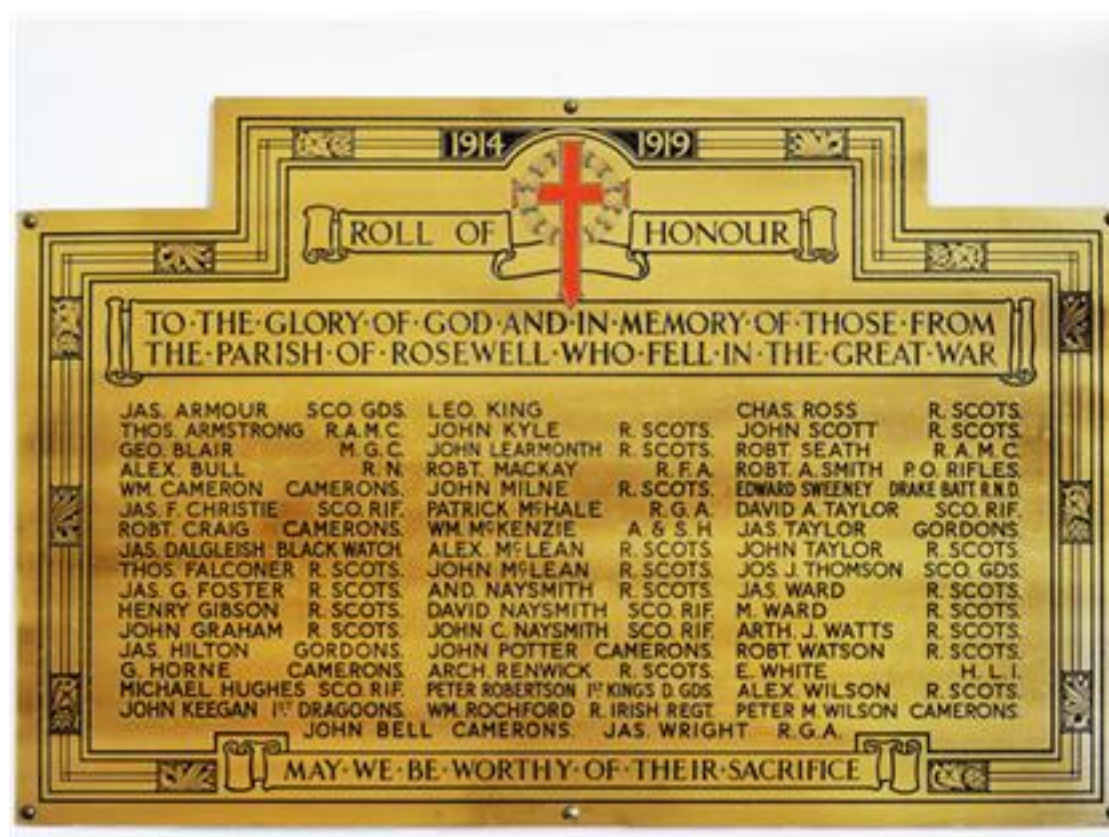 1914 1919
ROLL OF HONOUR
TO·THE·GLORY·OF·GOD·AND·IN·MEMORY·OF·THOSE·FROM
THE·PARISH·OF·ROSEWELL·WHO·FELL·IN·THE·GREAT·WAR
JAS. ARMOUR SCO. GDS.
THOS. ARMSTRONG R.A.M.C.
GEO. BLAIR M.G.C.
ALEX. BULL R.N.
WM. CAMERON CAMERONS.
JAS. F. CHRISTIE SCO. RIF.
ROBT. CRAIG CAMERONS.
JAS. DALGLEISH BLACK WATCH
THOS. FALCONER R. SCOTS.
JAS. G. FOSTER R. SCOTS.
HENRY GIBSON R. SCOTS.
JOHN GRAHAM R. SCOTS.
JAS. HILTON GORDONS.
G. HORNE CAMERONS.
MICHAEL HUGHES SCO. RIF.
JOHN KEEGAN 1ST DRAGOONS.
LEO. KING
JOHN KYLE R. SCOTS.
JOHN LEARMONTH R. SCOTS.
ROBT. MACKAY R.F.A.
JOHN MILNE R. SCOTS.
PATRICK McHALE R.G.A.
WM. McKENZIE A. & S. H.
ALEX. McLEAN R. SCOTS.
JOHN McLEAN R. SCOTS.
AND. NAYSMITH R. SCOTS.
DAVID NAYSMITH SCO. RIF.
JOHN C. NAYSMITH SCO. RIF.
JOHN POTTER CAMERONS.
ARCH. RENWICK R. SCOTS.
PETER ROBERTSON 1ST KING'S D. GDS.
WM. ROCHFORD R. IRISH REGT.
CHAS. ROSS R. SCOTS.
JOHN SCOTT R. SCOTS.
ROBT. SEATH R.A.M.C.
ROBT. A. SMITH P.O. RIFLES.
EDWARD SWEENEY DRAKE BATT. R.N.D.
DAVID A. TAYLOR SCO. RIF.
JAS. TAYLOR GORDONS.
JOHN TAYLOR R. SCOTS.
JOS. J. THOMSON SCO. GDS.
JAS. WARD R. SCOTS.
M. WARD R. SCOTS.
ARTH. J. WATTS R. SCOTS.
ROBT. WATSON R. SCOTS.
E. WHITE H.L.I.
ALEX. WILSON R. SCOTS.
PETER M. WILSON CAMERONS.
JOHN BELL CAMERONS. JAS. WRIGHT R.G.A.
MAY·WE·BE·WORTHY·OF·THEIR·SACRIFICE